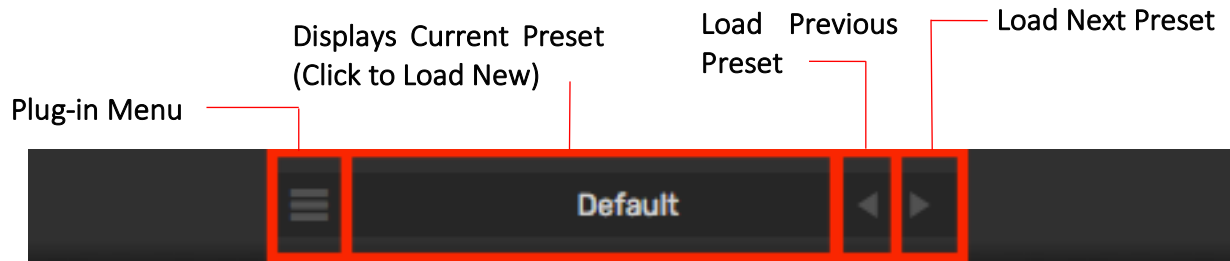 Displays Current Preset
(Click to Load New)
Load Previous
Preset
Load Next Preset
Plug-in Menu
Default